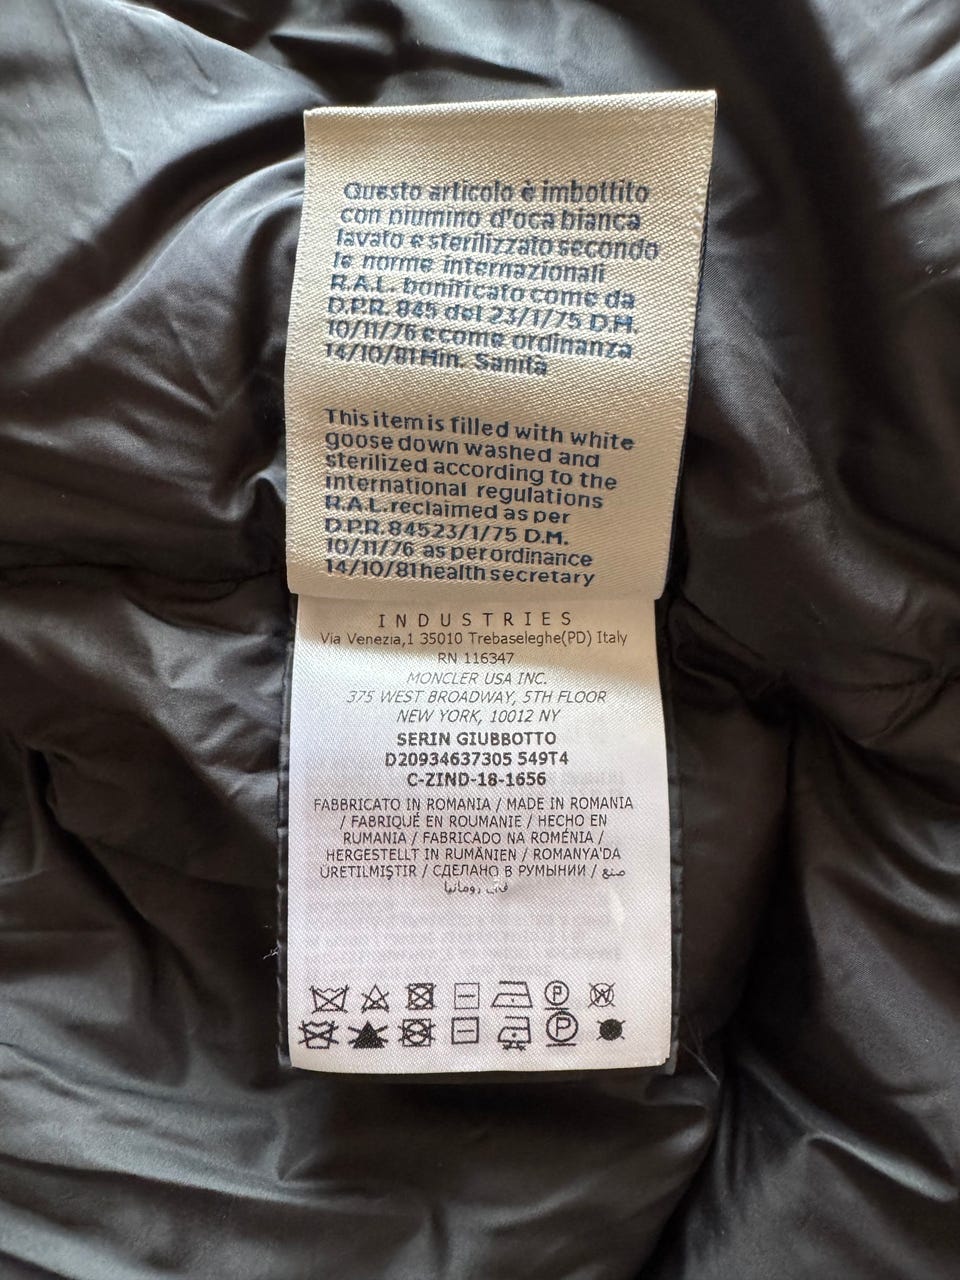 Questo articolo è imbottito
con piumino d'oca bianca
lavato e sterilizzato secondo
le norme internazionali
R.A.L. bonificato come da
D.P.R. 845 del 23/1/75 D.M.
10/11/76 e come ordinanza
14/10/81 Min. Sanità
This item is filled with white
goose down washed and
sterilized according to the
international regulations
R.A.L. reclaimed as per
D.P.R. 845 23/1/75 D.M.
10/11/76 as per ordinance
14/10/81 health secretary
INDUSTRIES
Via Venezia,1 35010 Trebaseleghe(PD) Italy
RN 116347
MONCLER USA INC.
375 WEST BROADWAY, 5TH FLOOR
NEW YORK, 10012 NY
SERIN GIUBBOTTO
D20934637305 549T4
C-ZIND-18-1656
FABBRICATO IN ROMANIA / MADE IN ROMANIA
/ FABRIQUÉ EN ROUMANIE / HECHO EN
RUMANIA / FABRICADO NA ROMÉNIA /
HERGESTELLT IN RUMÄNIEN / ROMANYA'DA
ÜRETILMIŞTIR / СДЕЛАНО В РУМЫНИИ / صنع
في رومانيا
P W
P